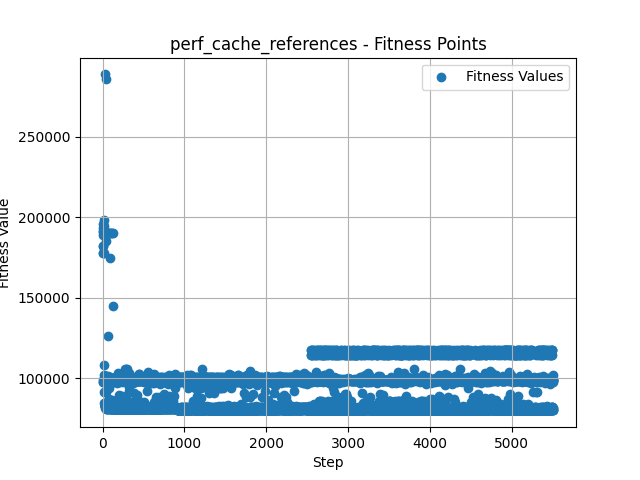 perf_cache_references - Fitness Points
Fitness Values
Fitness Value
250000
200000
150000
100000
0 1000 2000 3000 4000 5000
Step